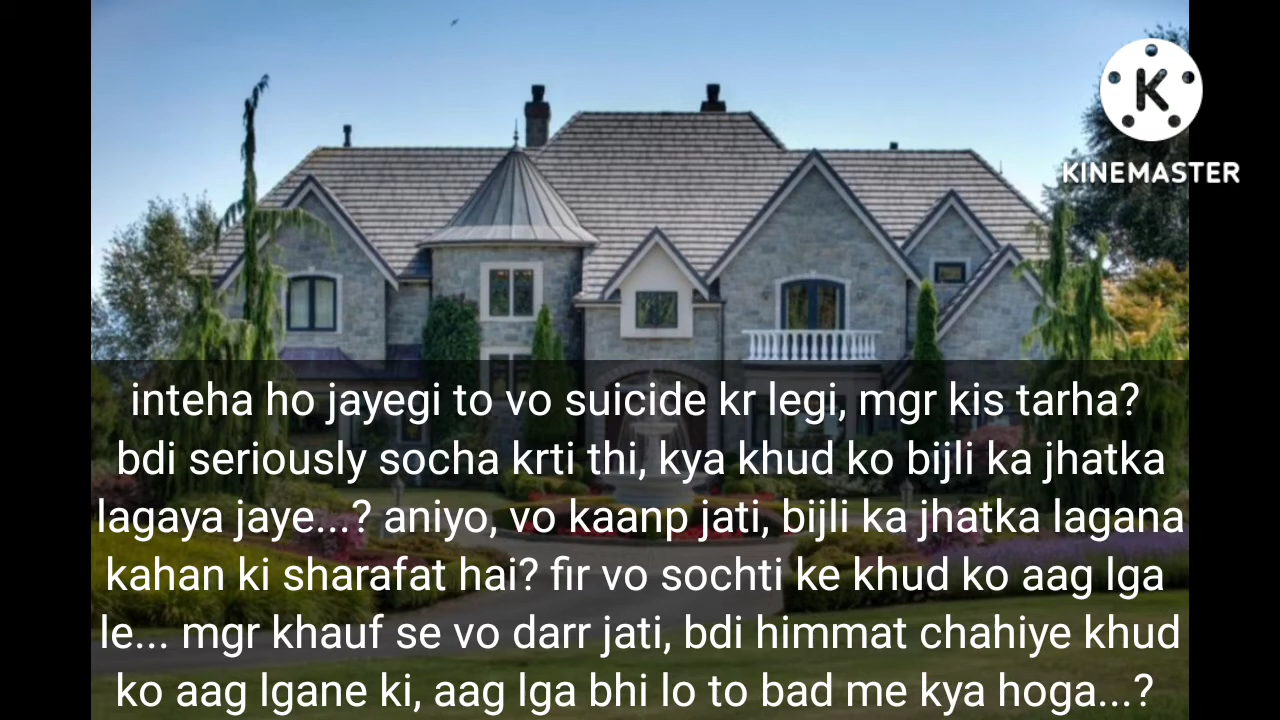 KINEMASTER
inteha ho jayegi to vo suicide kr legi, mgr kis tarha?
bdi seriously socha krti thi, kya khud ko bijli ka jhatka
lagaya jaye...? aniyo, vo kaanp jati, bijli ka jhatka lagana
kahan ki sharafat hai? fir vo sochti ke khud ko aag lga
le... mgr khauf se vo darr jati, bdi himmat chahiye khud
ko aag lgane ki, aag lga bhi lo to bad me kya hoga...?